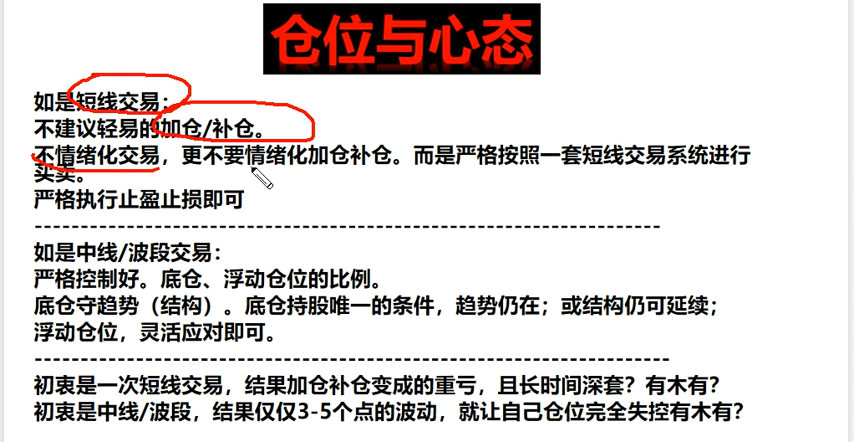 仓位与心态
如是短线交易：
不建议轻易的加仓/补仓。
不情绪化交易，更不要情绪化加仓补仓。而是严格按照一套短线交易系统进行
买卖。
严格执行止盈止损即可
---------------------------------------------------------------------
如是中线/波段交易：
严格控制好。底仓、浮动仓位的比例。
底仓守趋势（结构）。底仓持股唯一的条件，趋势仍在；或结构仍可延续；
浮动仓位，灵活应对即可。
----------------------------------------------------------------------
初衷是一次短线交易，结果加仓补仓变成的重亏，且长时间深套？有木有？
初衷是中线/波段，结果仅仅3-5个点的波动，就让自己仓位完全失控有木有？